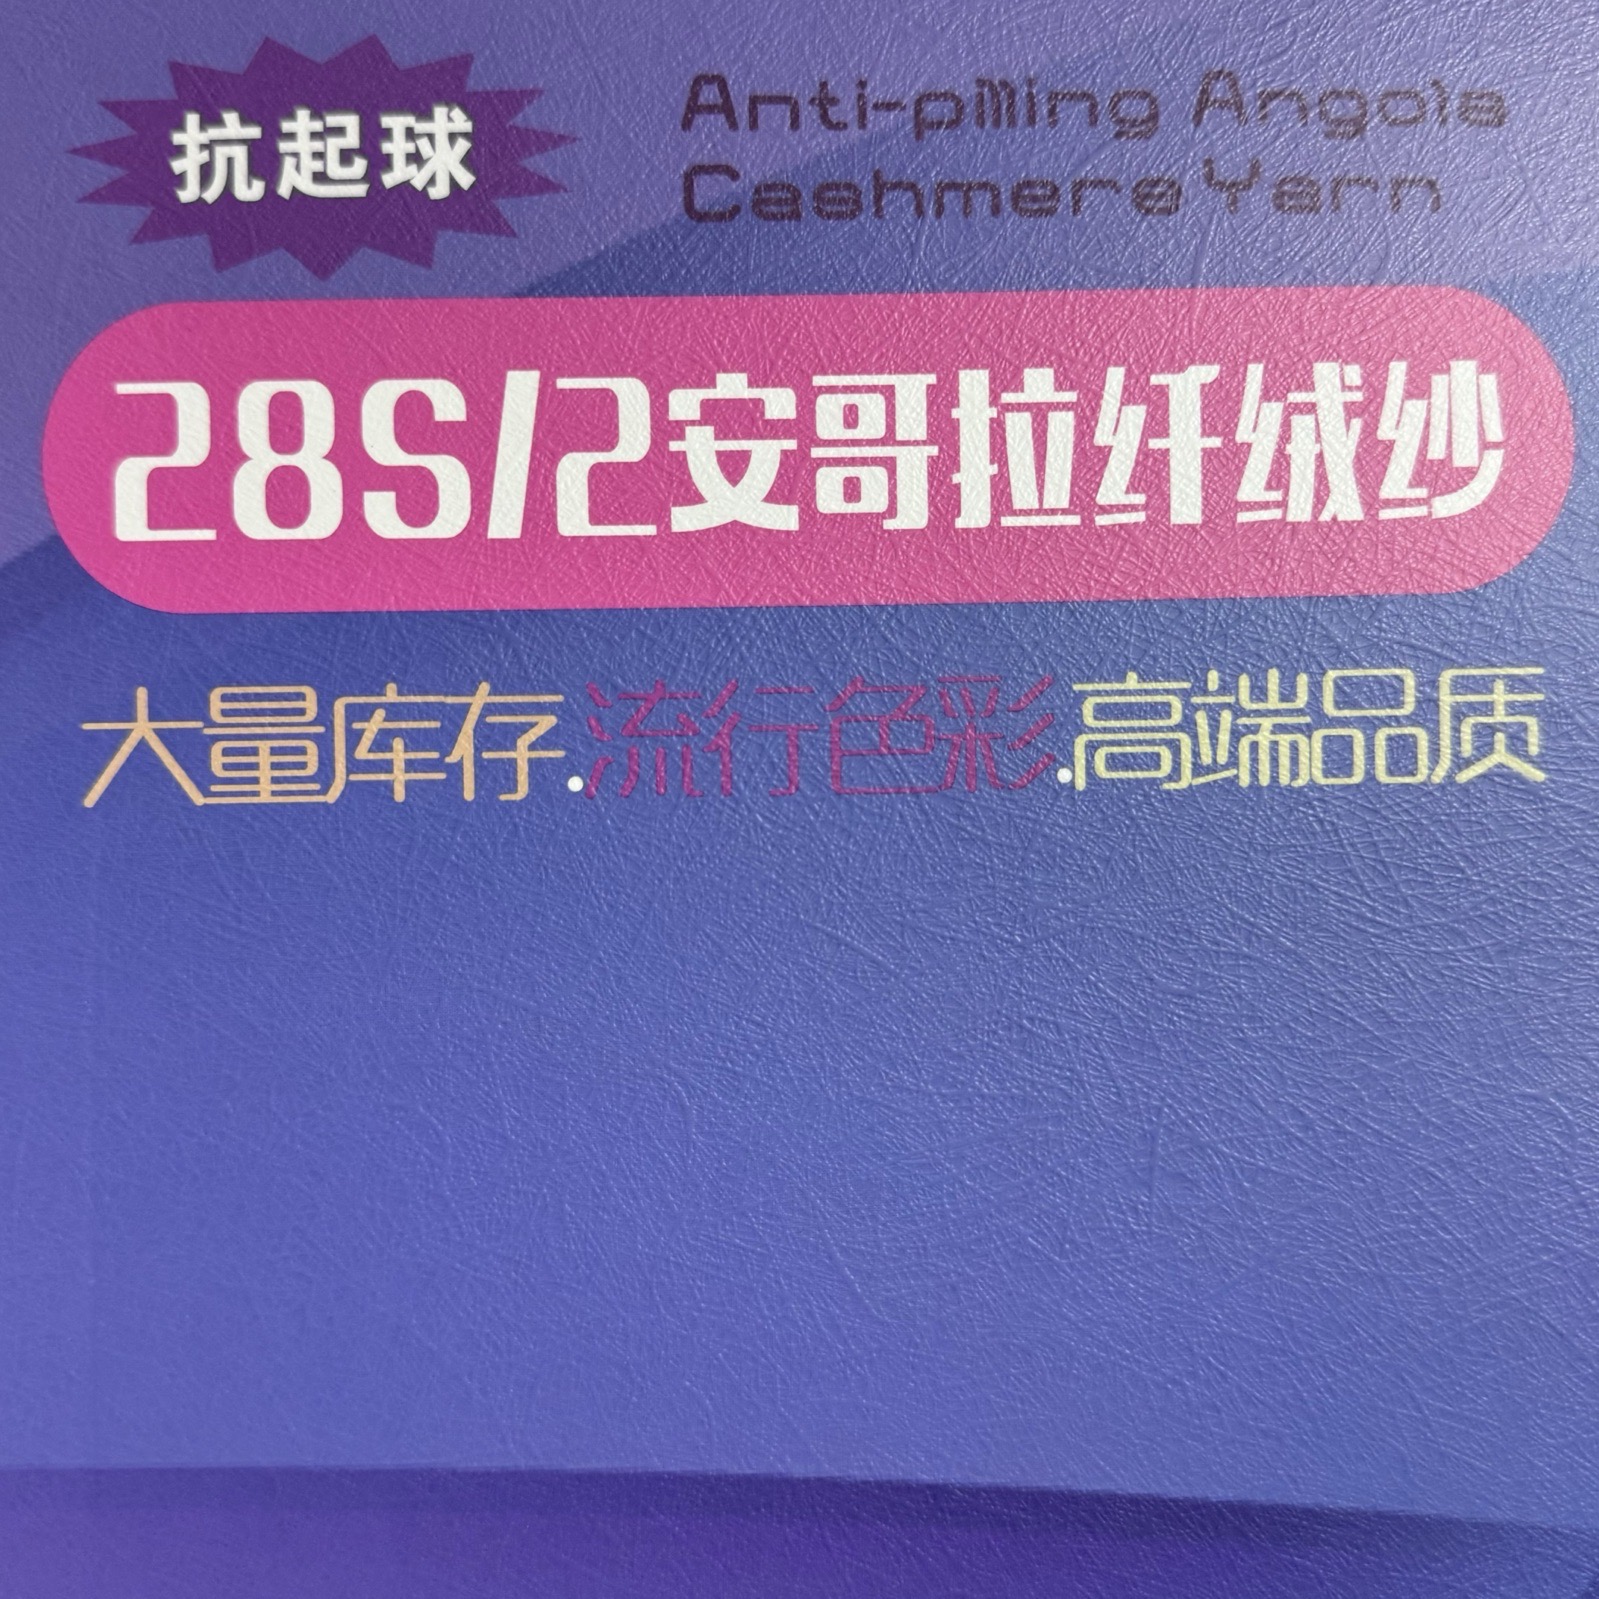 抗起球
Anti-pilling Angola
Cashmere Yarn
28S/2安哥拉纤绒纱
大量库存.流行色彩.高端品质